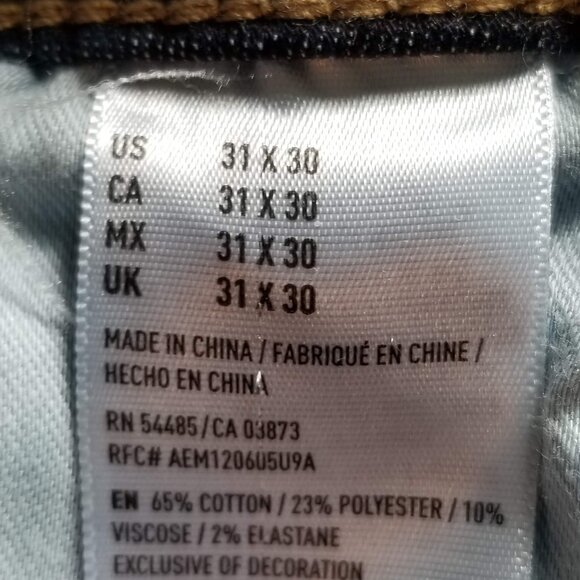 US 31 X 30
CA 31 X 30
MX 31 X 30
UK 31 X 30
MADE IN CHINA / FABRIQUÉ EN CHINE /
HECHO EN CHINA
RN 54485/CA 03873
RFC# AEM120605U9A
EN 65% COTTON / 23% POLYESTER / 10%
VISCOSE / 2% ELASTANE
EXCLUSIVE OF DECORATION